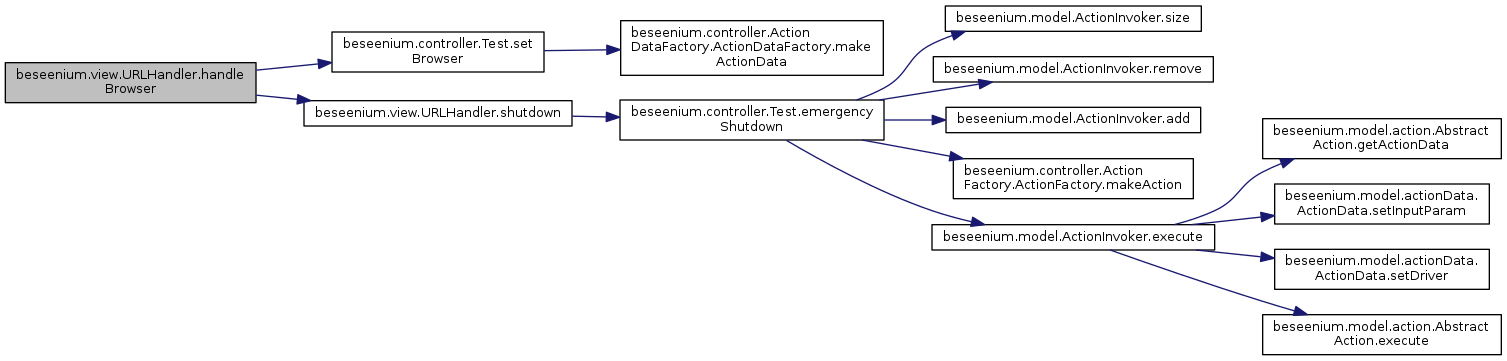 beseenium.view.URLHandler.handle
Browser
beseenium.controller.Test.set
Browser
beseenium.view.URLHandler.shutdown
beseenium.controller.Action
DataFactory.ActionDataFactory.make
ActionData
beseenium.controller.Test.emergency
Shutdown
beseenium.model.ActionInvoker.size
beseenium.model.ActionInvoker.remove
beseenium.model.ActionInvoker.add
beseenium.controller.Action
Factory.ActionFactory.makeAction
beseenium.model.ActionInvoker.execute
beseenium.model.action.Abstract
Action.getActionData
beseenium.model.actionData.
ActionData.setInputParam
beseenium.model.actionData.
ActionData.setDriver
beseenium.model.action.Abstract
Action.execute